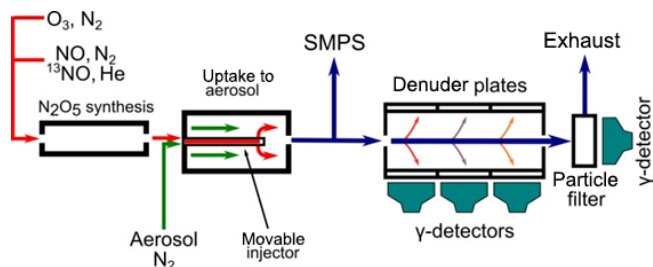 O3, N2
NO, N2
13NO, He
N2O5 synthesis
Uptake to
aerosol
SMPS
Denuder plates
Exhaust
Aerosol
N2
Movable
injector
γ-detectors
Particle
filter
γ-detector